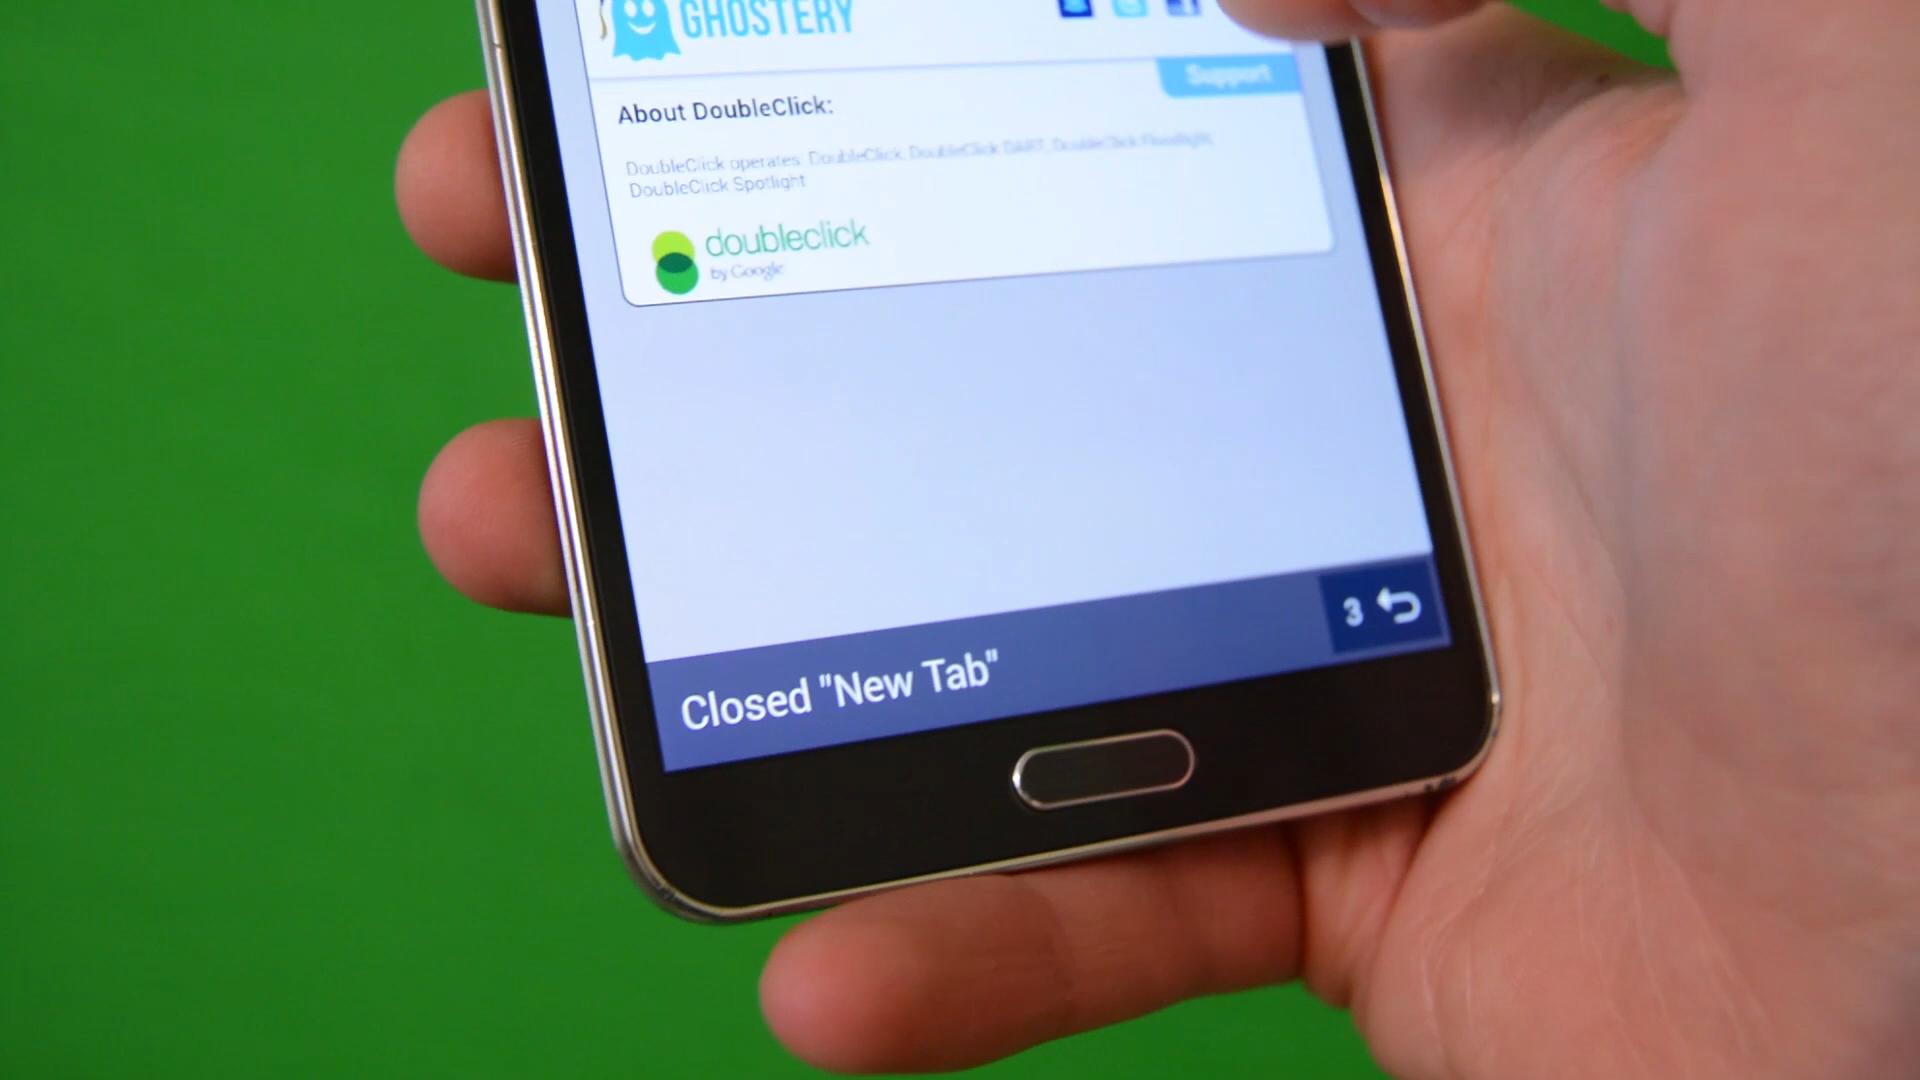 GHOSTERY
Support
About DoubleClick:
DoubleClick operates: DoubleClick, DoubleClick DART, DoubleClick Floodlight,
DoubleClick Spotlight
doubleclick
by Google
3
Closed "New Tab"